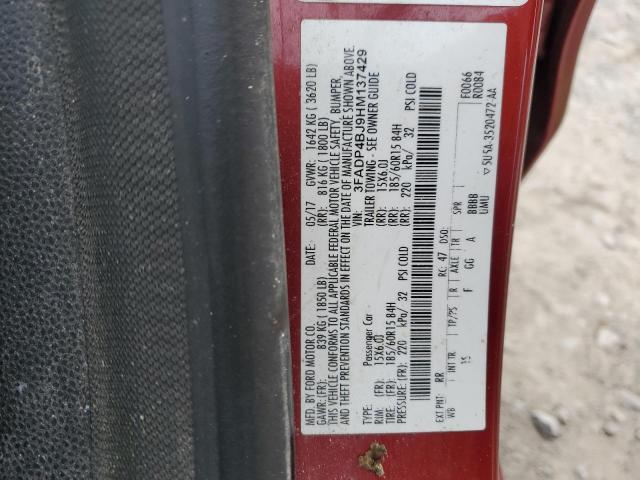 MFD. BY FORD MOTOR CO. DATE: 05/17 GVWR: 1642 KG ( 3620 LB)
GAWR: (FR): 839 KG (1850 LB) (RR): 816 KG (1800 LB)
THIS VEHICLE CONFORMS TO ALL APPLICABLE FEDERAL MOTOR VEHICLE SAFETY, BUMPER,
AND THEFT PREVENTION STANDARDS IN EFFECT ON THE DATE OF MANUFACTURE SHOWN ABOVE.
VIN: 3FADP4BJ9HM137429
TYPE: Passenger Car TRAILER TOWING - SEE OWNER GUIDE
RIM: (FR): 15X6.0J (RR): 15X6.0J
TIRE: (FR): 185/60R15 84H (RR): 185/60R15 84H
PRESSURE: (FR): 220 kPa/ 32 PSI COLD (RR): 220 kPa/ 32 PSI COLD
EXT PNT: RR RC: 47 DSO: F0066
R0084
WB INT TR TP/PS R AXLE TR SPR
15 F GG A BBBB
UMU
5U5A-3520472-AA